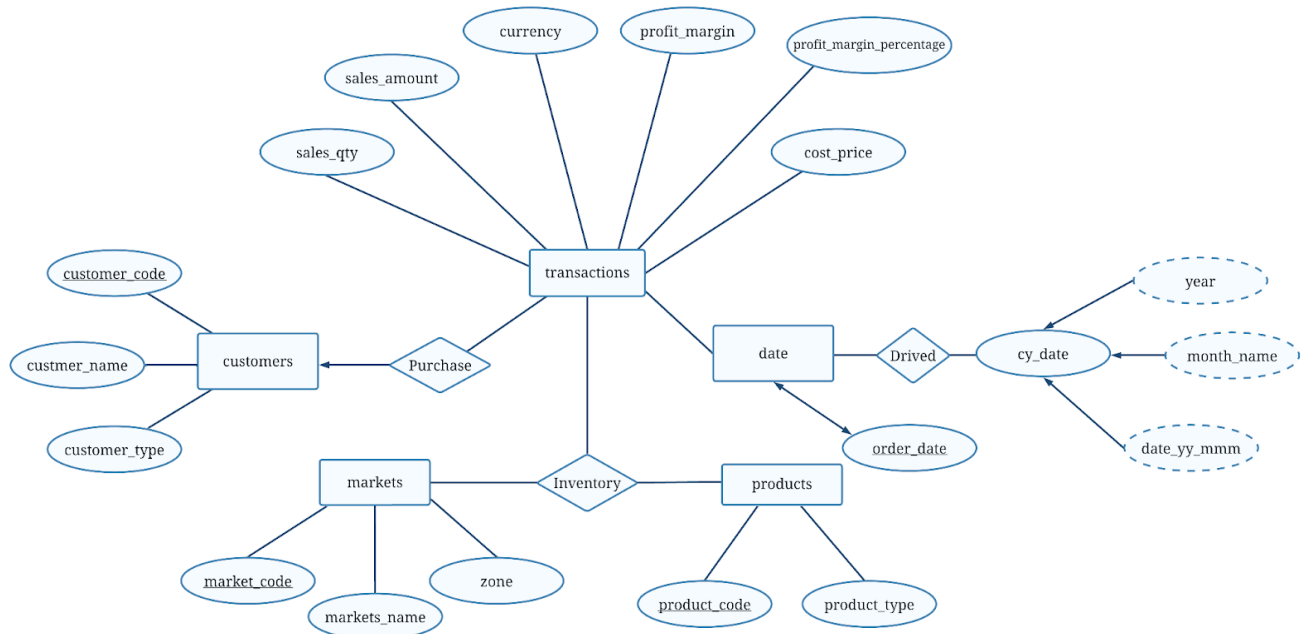 currency
profit_margin
profit_margin_percentage
sales_amount
sales_qty
cost_price
transactions
customer_code
year
customers
Purchase
date
Drived
cy_date
month_name
custmer_name
customer_type
order_date
date_yy_mmm
markets
Inventory
products
market_code
zone
markets_name
product_code
product_type